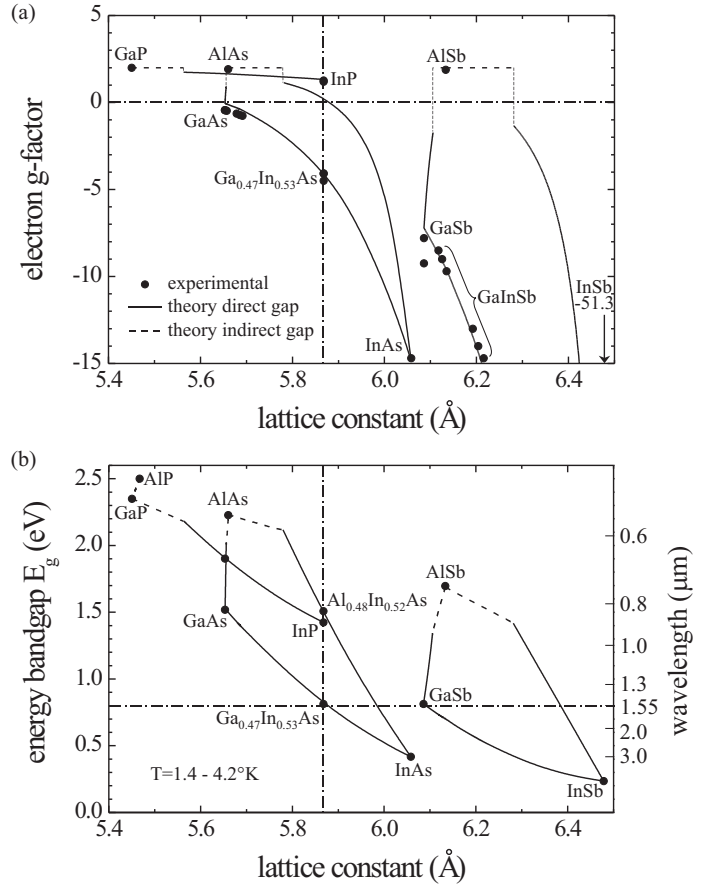 (a)
5
0
-5
-10
-15
electron g-factor
GaP
AlAs
InP
AlSb
GaAs
Ga0.47In0.53As
GaSb
GaInSb
InSb
-51.3
InAs
experimental
theory direct gap
theory indirect gap
5.4 5.6 5.8 6.0 6.2 6.4
lattice constant (Å)
(b)
2.5
2.0
1.5
1.0
0.5
0.0
energy bandgap Eg (eV)
AlP
GaP
AlAs
AlSb
Al0.48In0.52As
GaAs
InP
GaSb
Ga0.47In0.53As
InAs
InSb
T=1.4 - 4.2°K
0.6
0.8
1.0
1.3
1.55
2.0
3.0
wavelength (μm)
5.4 5.6 5.8 6.0 6.2 6.4
lattice constant (Å)